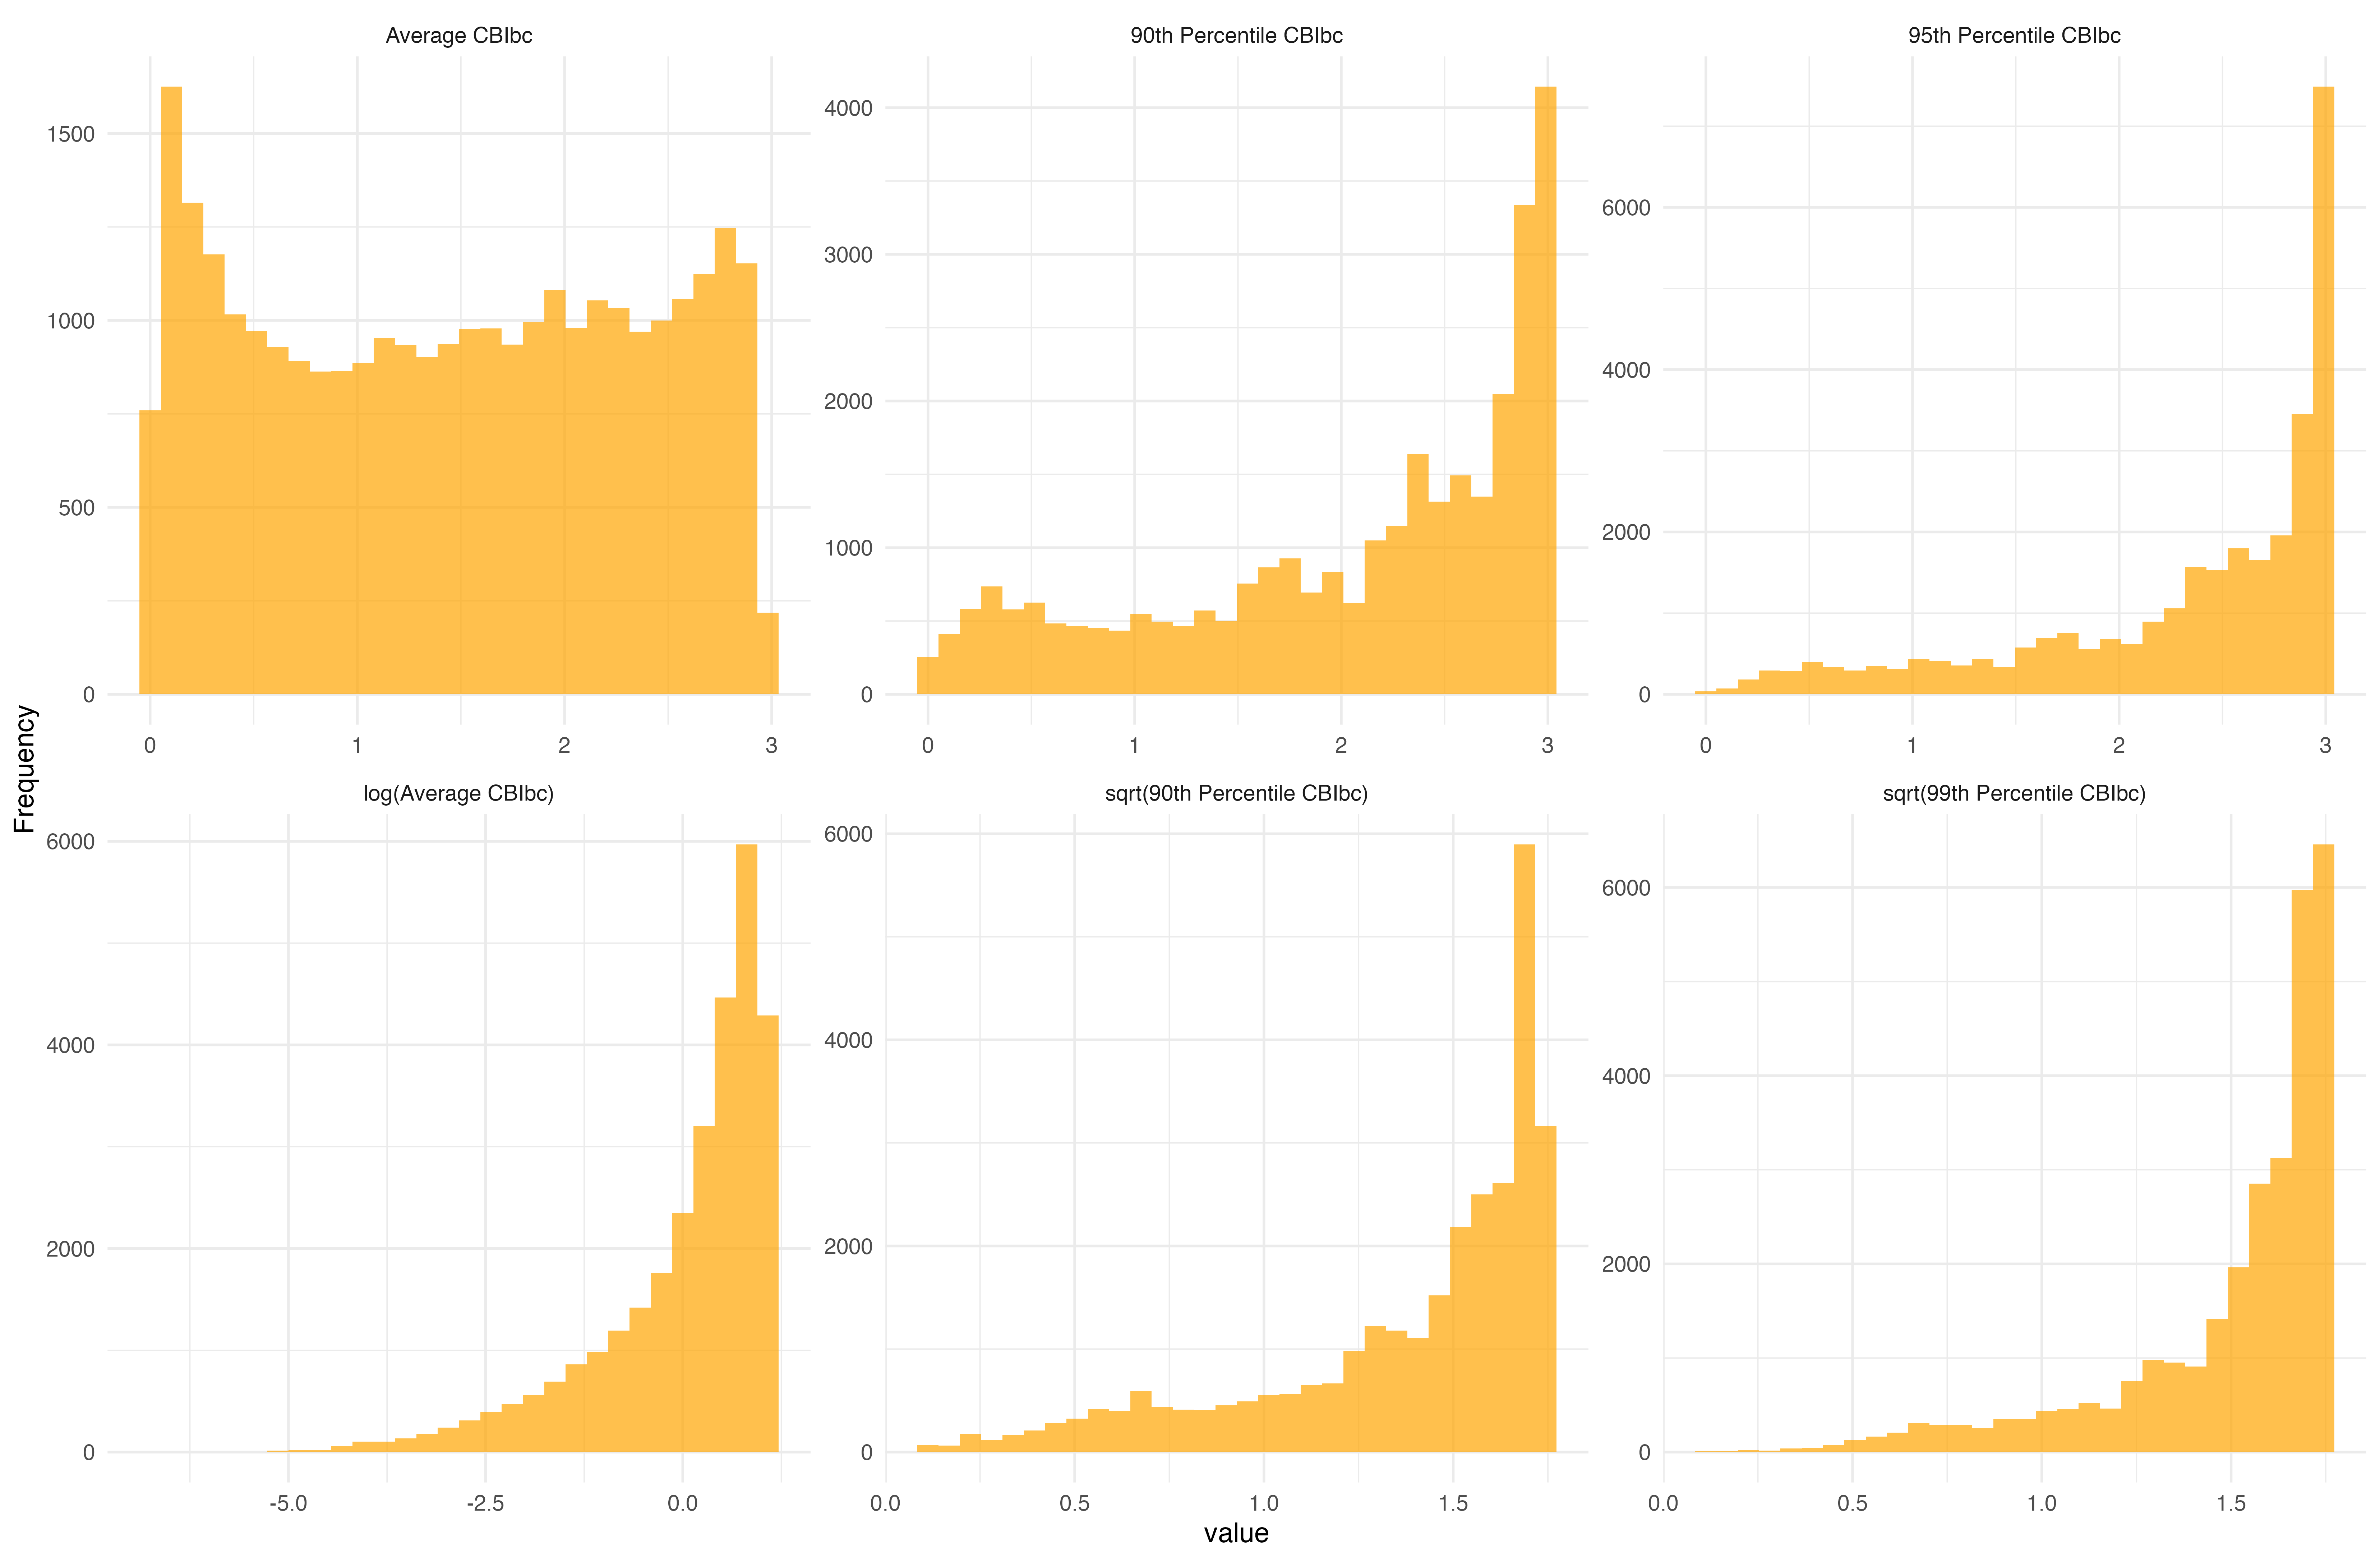 Average CBIbc
90th Percentile CBIbc
95th Percentile CBIbc
1500
1000
500
0
4000
3000
2000
1000
0
6000
4000
2000
0
0 1 2 3
0 1 2 3
0 1 2 3
Frequency
log(Average CBIbc)
sqrt(90th Percentile CBIbc)
sqrt(99th Percentile CBIbc)
6000
4000
2000
0
6000
4000
2000
0
6000
4000
2000
0
-5.0 -2.5 0.0
0.0 0.5 1.0 1.5
0.0 0.5 1.0 1.5
value